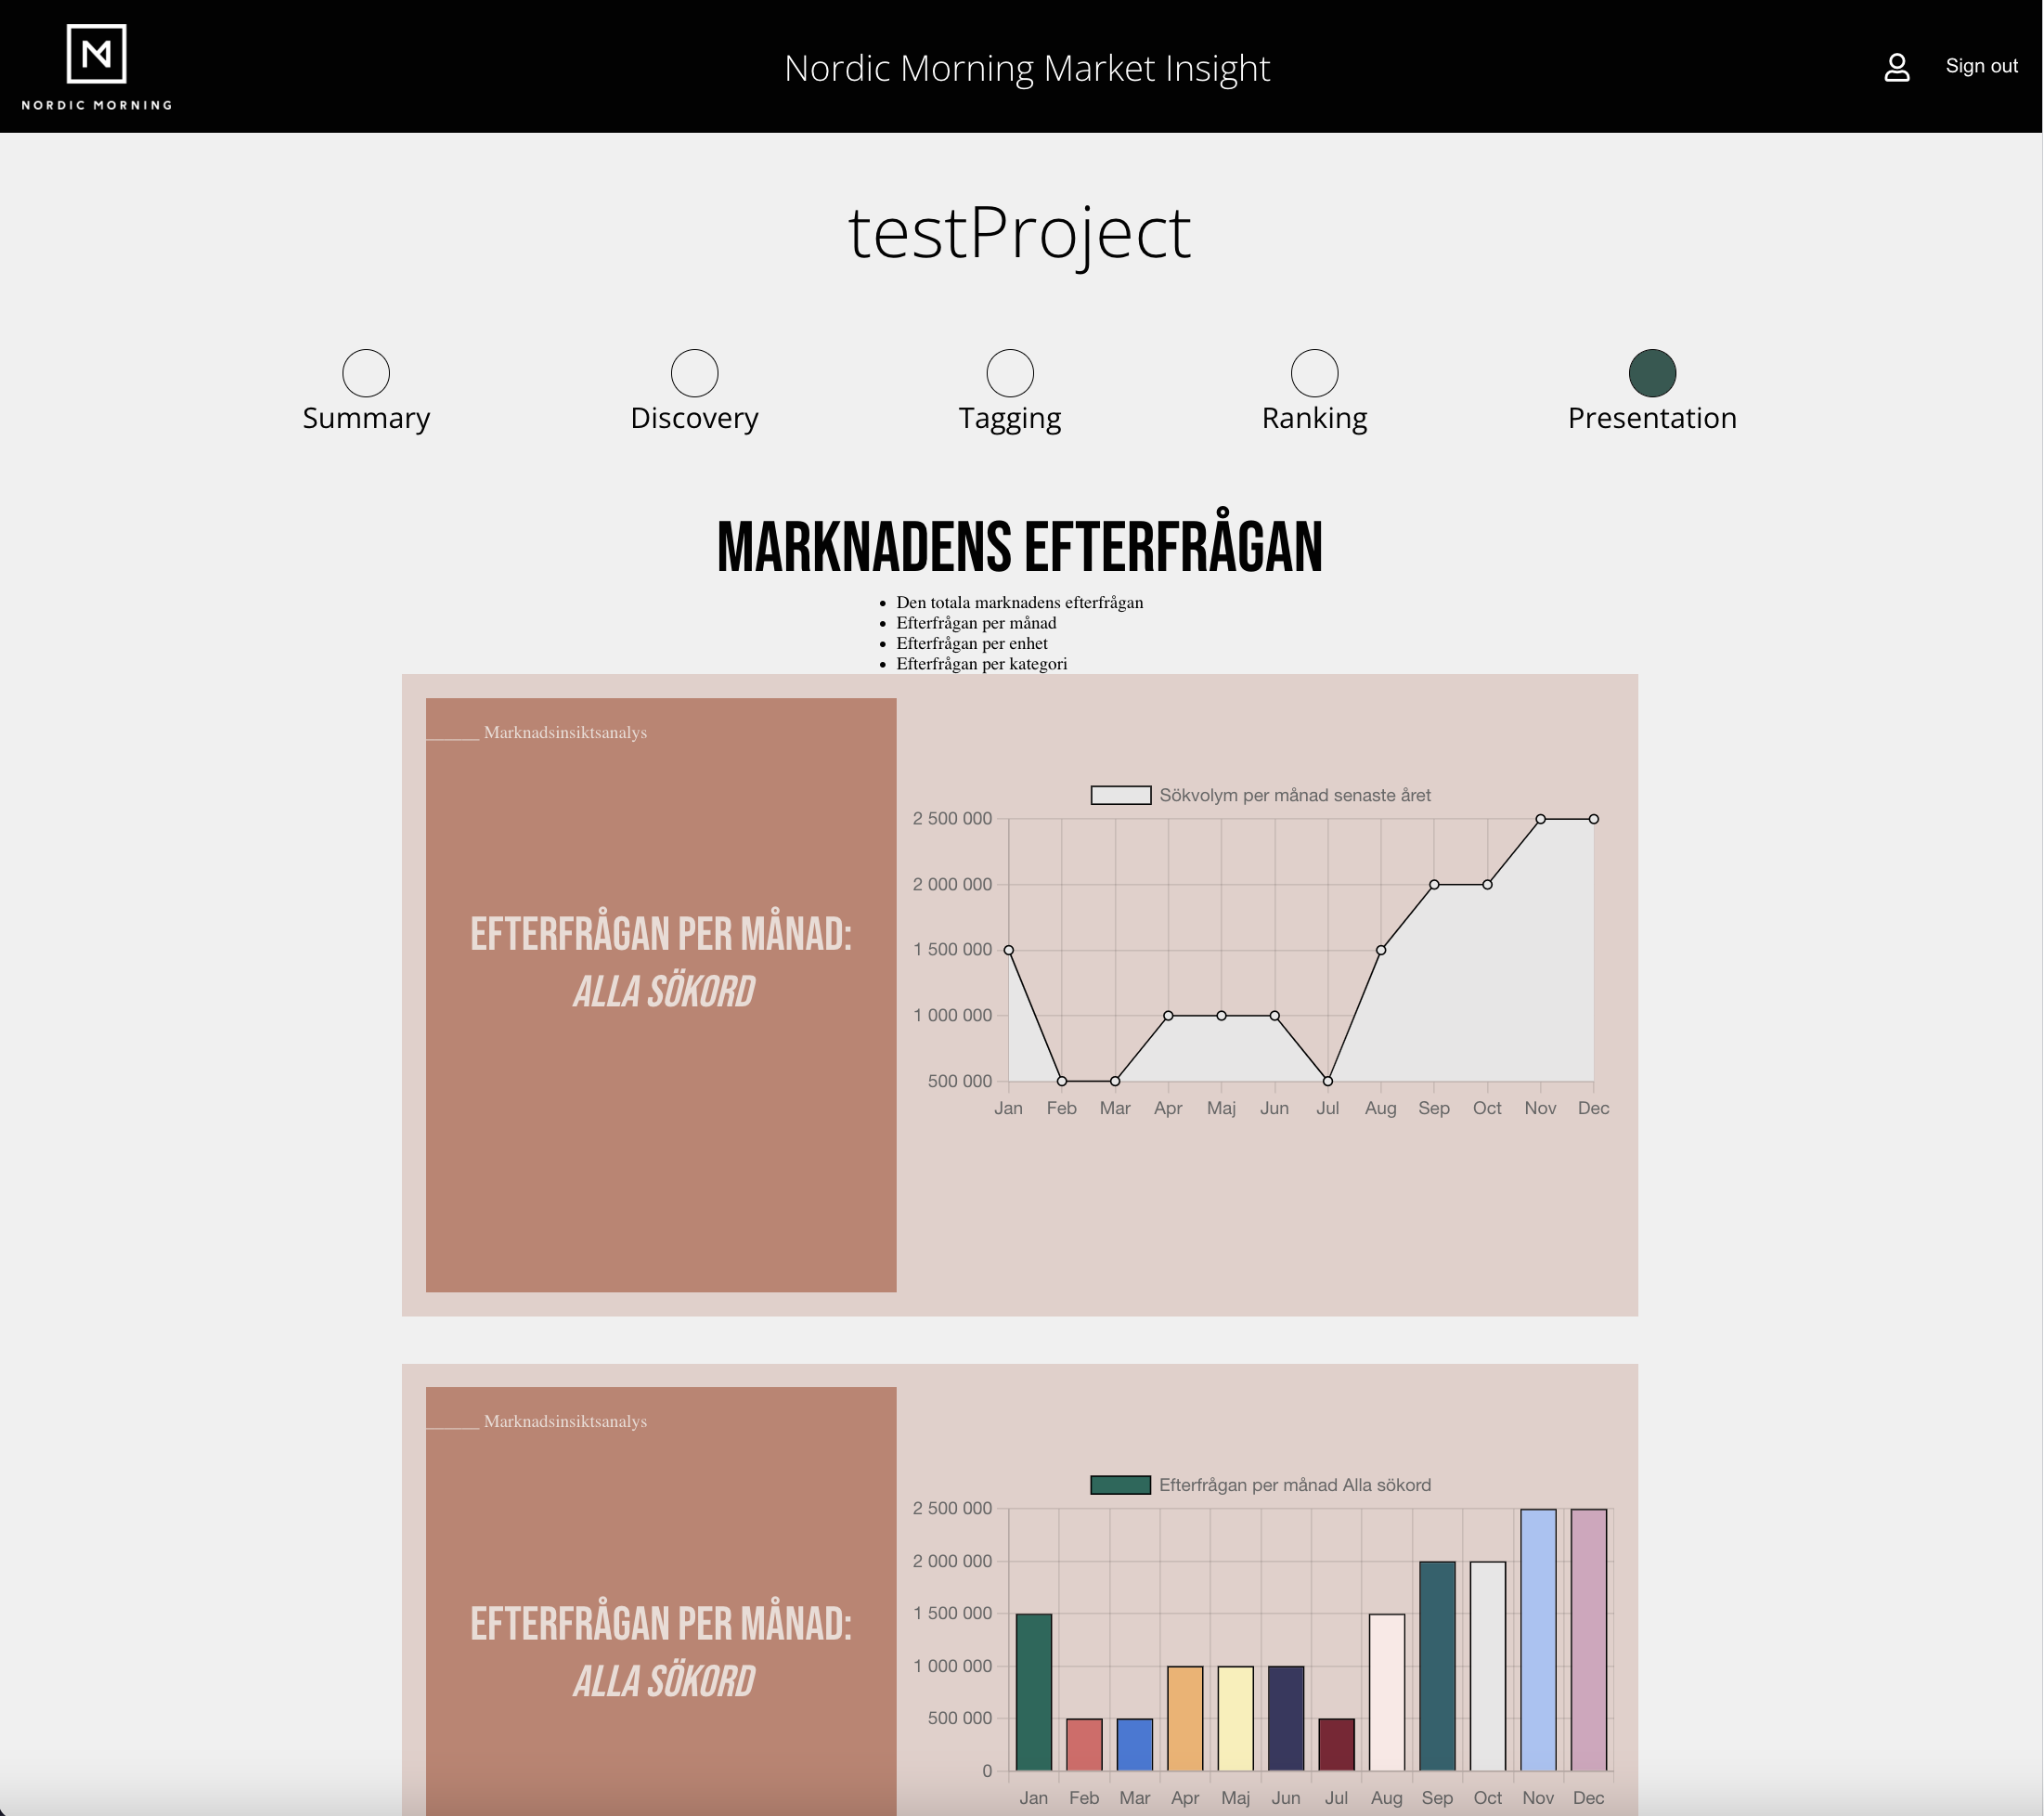 NORDIC MORNING
Nordic Morning Market Insight
Sign out
testProject
Summary
Discovery
Tagging
Ranking
Presentation
MARKNADENS EFTERFRÅGAN
• Den totala marknadens efterfrågan
• Efterfrågan per månad
• Efterfrågan per enhet
• Efterfrågan per kategori
______ Marknadsinsiktsanalys
EFTERFRÅGAN PER MÅNAD:
ALLA SÖKORD
Sökvolym per månad senaste året
2 500 000
2 000 000
1 500 000
1 000 000
500 000
Jan Feb Mar Apr Maj Jun Jul Aug Sep Oct Nov Dec
______ Marknadsinsiktsanalys
EFTERFRÅGAN PER MÅNAD:
ALLA SÖKORD
Efterfrågan per månad Alla sökord
2 500 000
2 000 000
1 500 000
1 000 000
500 000
0
Jan Feb Mar Apr Maj Jun Jul Aug Sep Oct Nov Dec